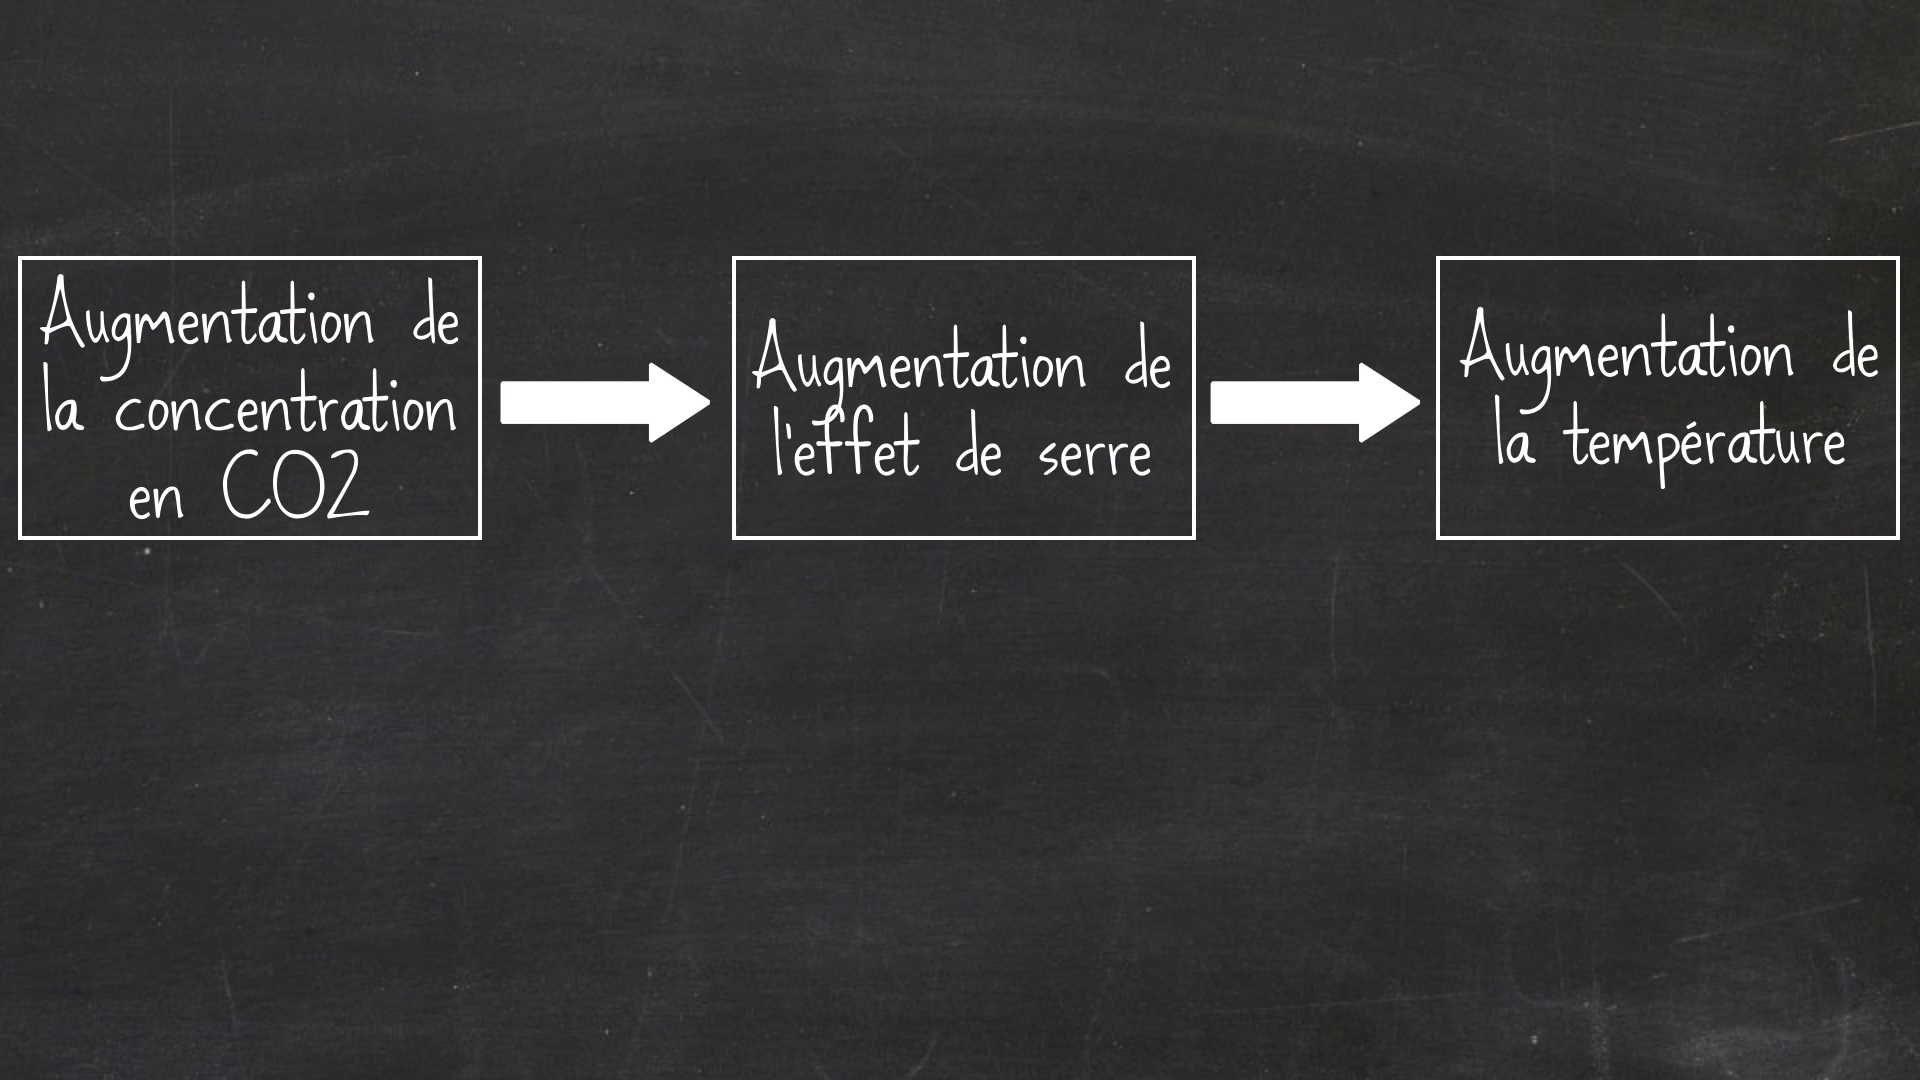 Augmentation de
la concentration
en CO2
Augmentation de
l'effet de serre
Augmentation de
la température